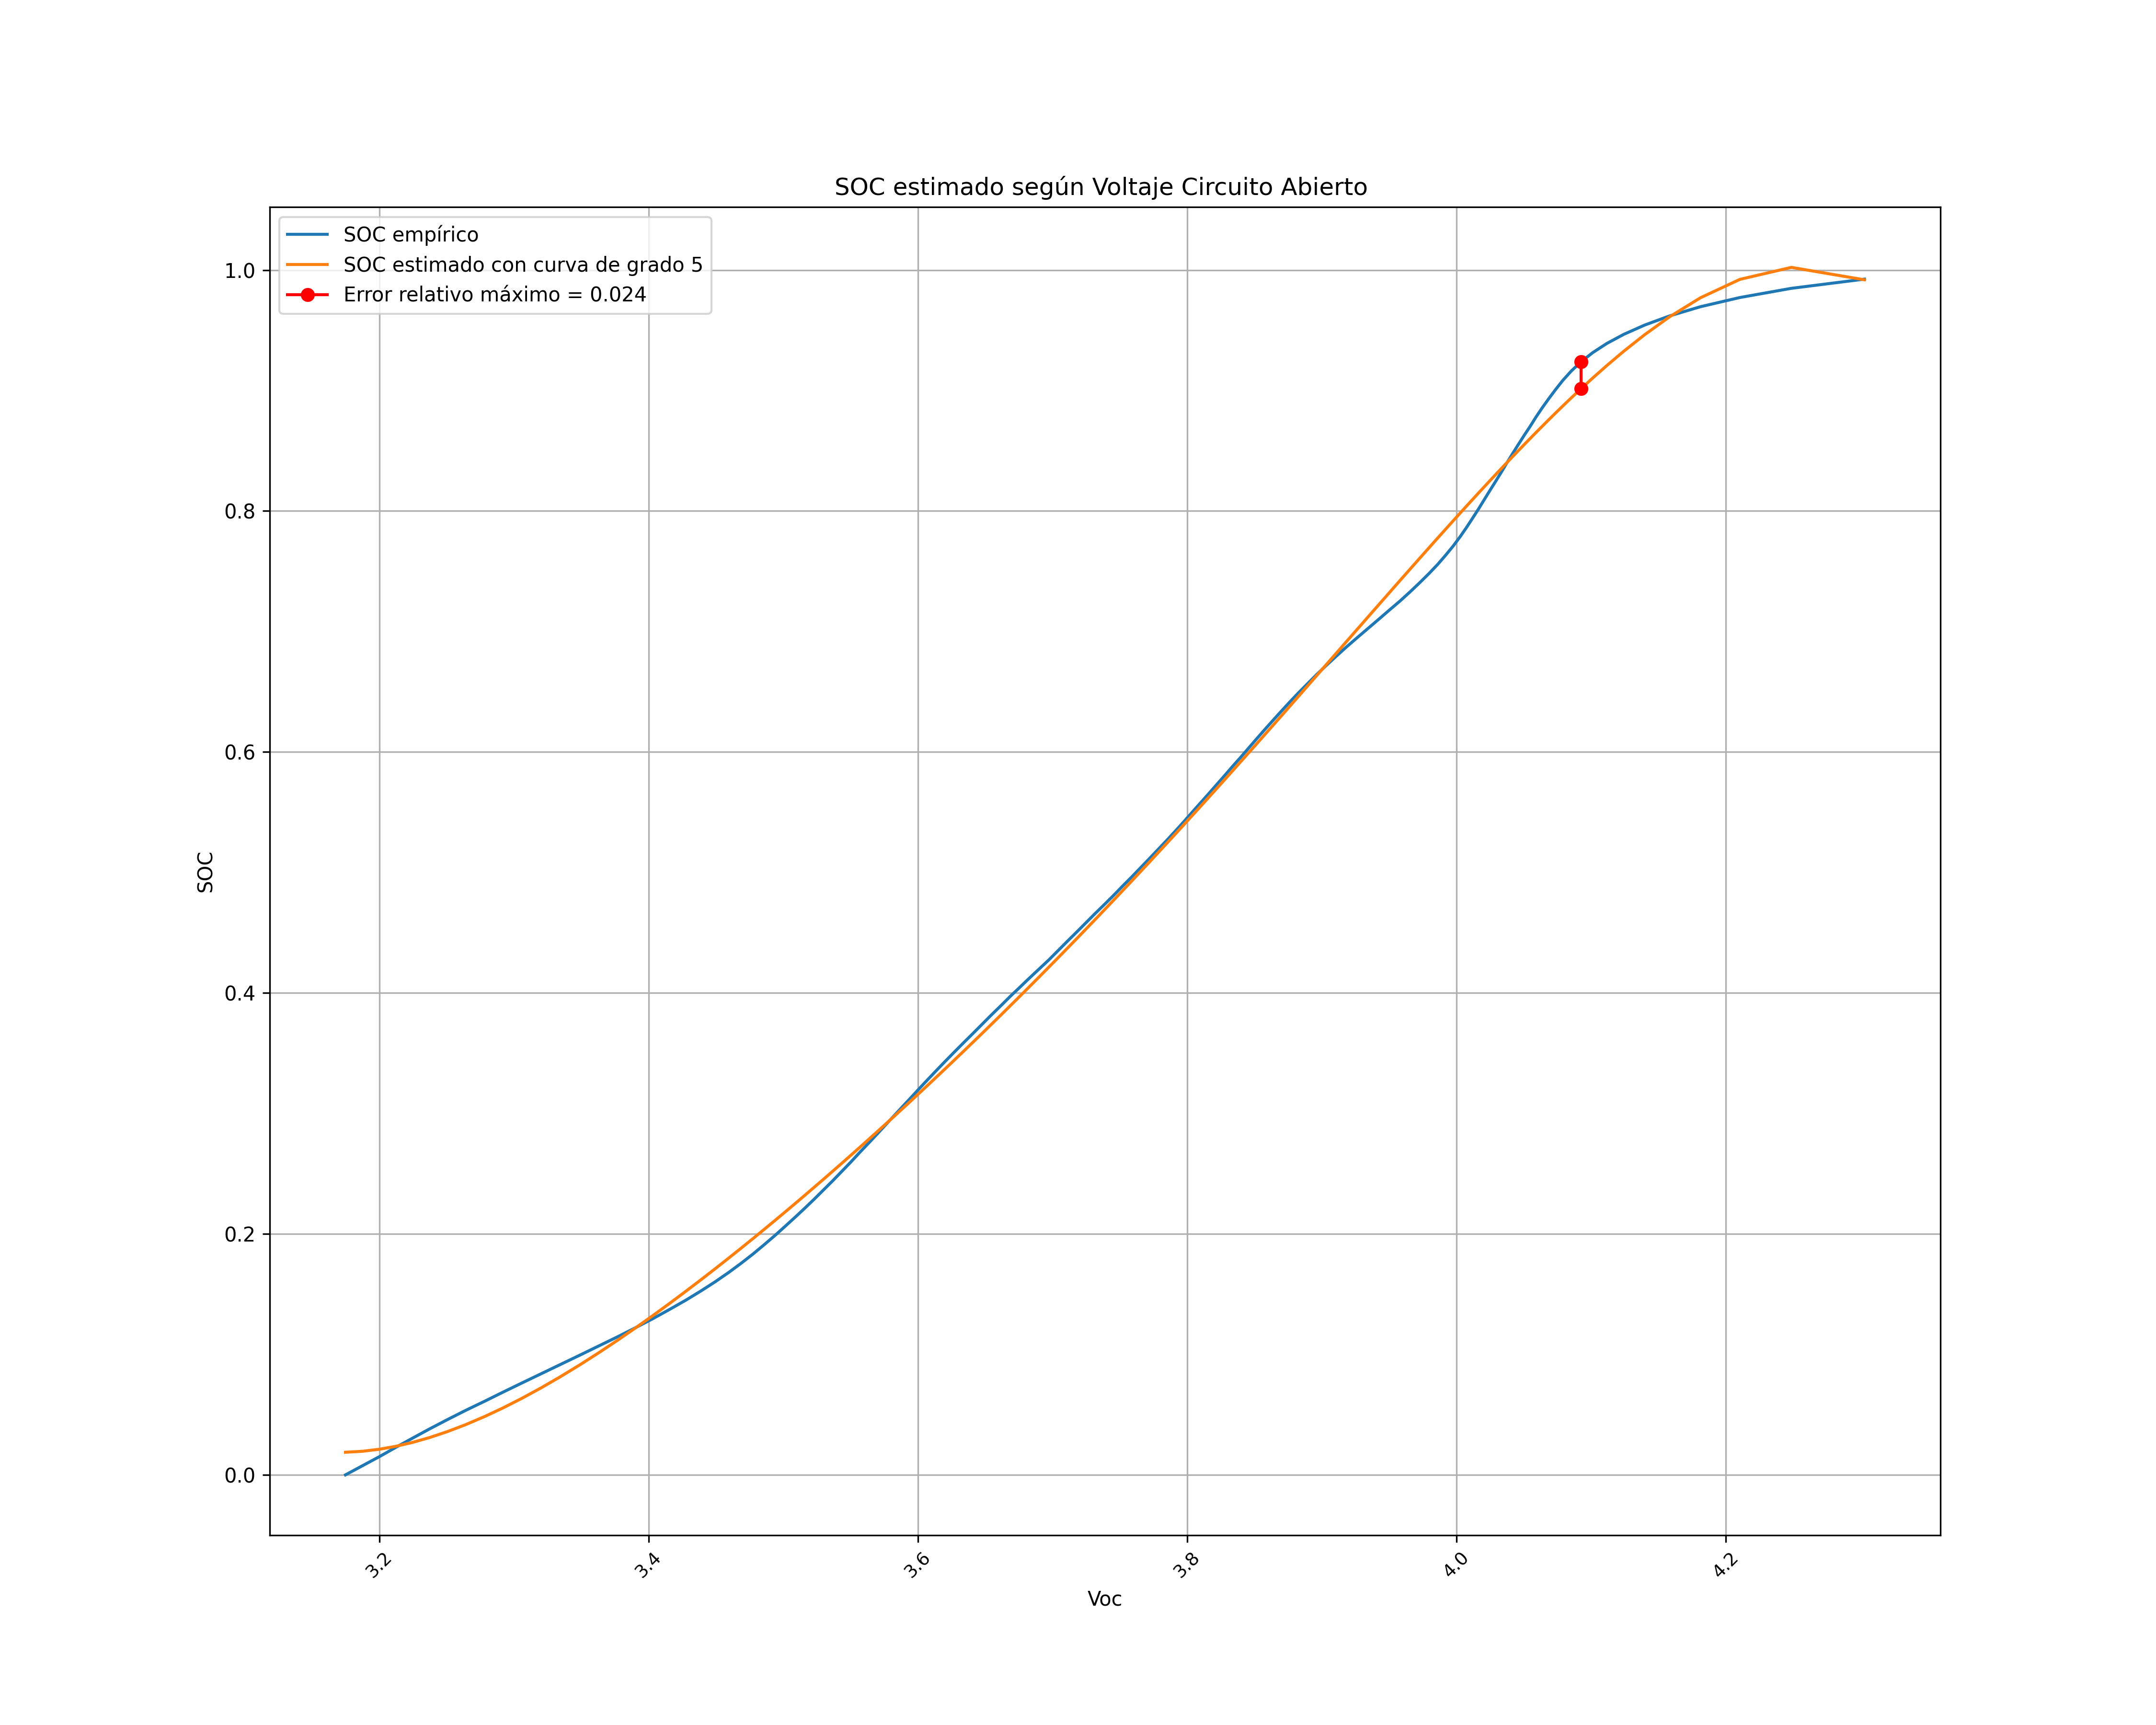 SOC estimado según Voltaje Circuito Abierto
SOC empírico
SOC estimado con curva de grado 5
Error relativo máximo = 0.024
1.0
0.8
0.6
0.4
0.2
0.0
SOC
3.2
3.4
3.6
3.8
4.0
4.2
Voc